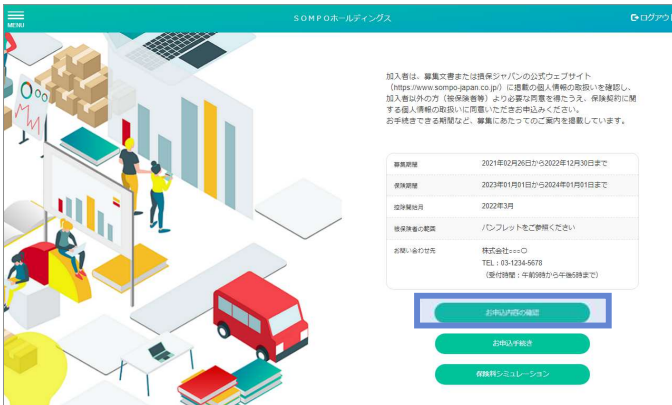 MENU
SOMPOホールディングス
ログアウト
加入者は、募集文書または損保ジャパンの公式ウェブサイト
(https://www.sompo-japan.co.jp/) に掲載の個人情報の取扱いを確認し、
加入者以外の方（被保険者等）より必要な同意を得たうえ、保険契約に関
する個人情報の取扱いに同意いただきお申込みください。
お手続きできる期間など、募集にあたってのご案内を掲載しています。
募集期間 2021年02月26日から2022年12月30日まで
保険期間 2023年01月01日から2024年01月01日まで
控除開始月 2022年3月
被保険者の範囲 パンフレットをご参照ください
お問い合わせ先 株式会社○○○○
TEL：03-1234-5678
（受付時間：午前9時から午後5時まで）
お申込内容の確認
お申込手続き
保険料シミュレーション